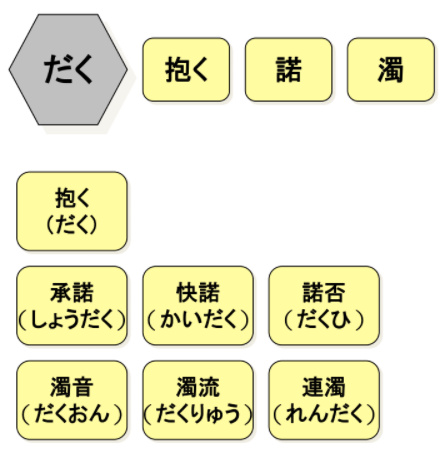 だく 抱く 諾 濁
抱く
(だく)
承諾 快諾 諾否
(しょうだく) (かいだく) (だくひ)
濁音 濁流 連濁
(だくおん) (だくりゅう) (れんだく)